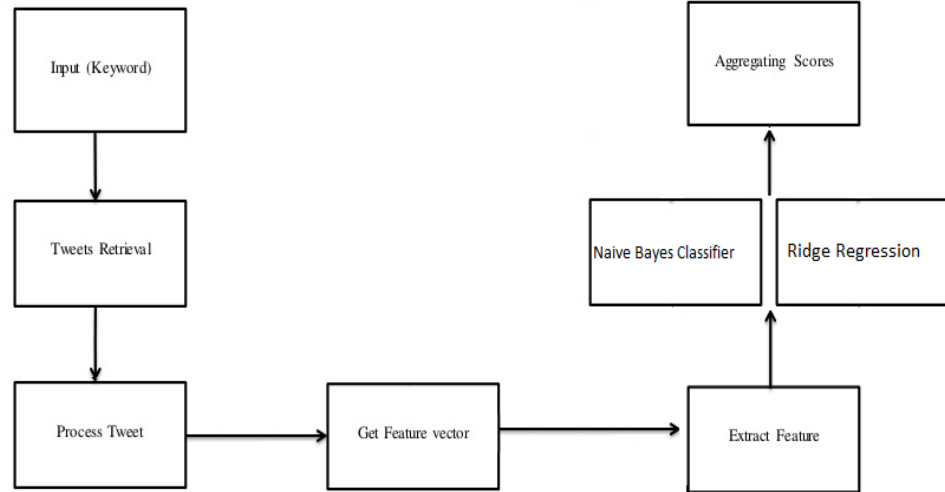 Input (Keyword)
Tweets Retrieval
Process Tweet
Get Feature vector
Extract Feature
Naive Bayes Classifier
Ridge Regression
Aggregating Scores